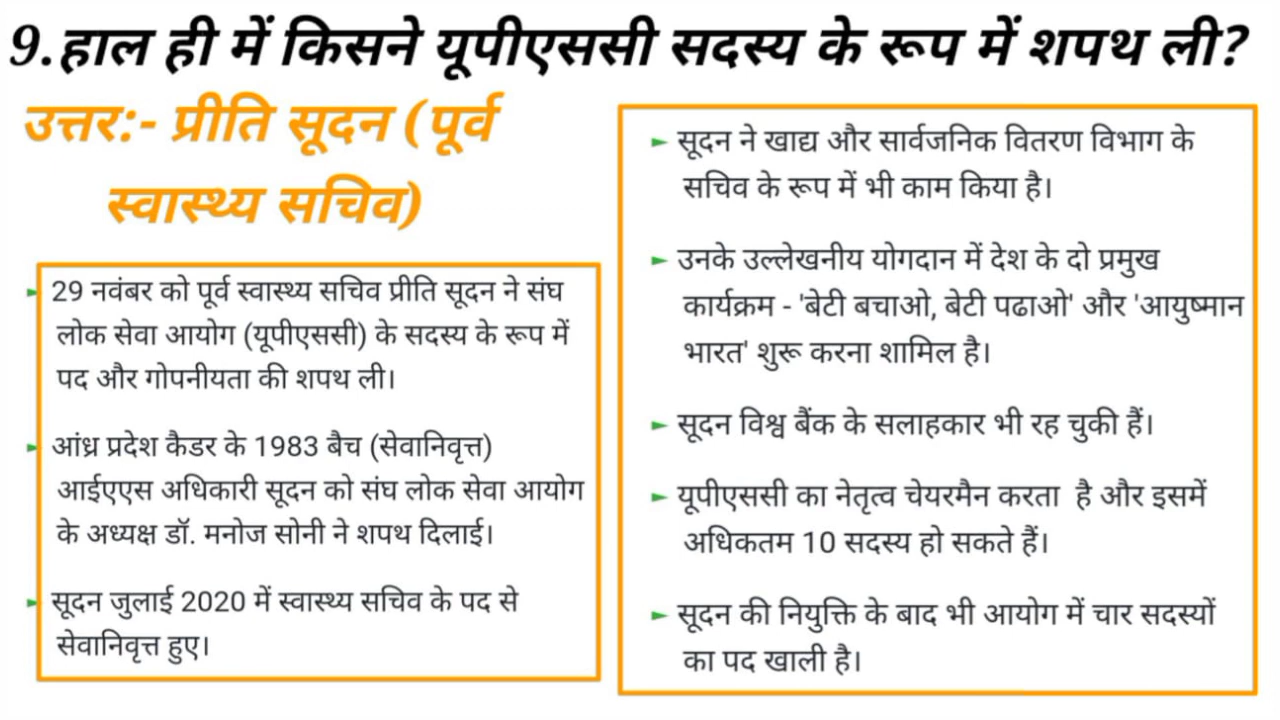 9.हाल ही में किसने यूपीएससी सदस्य के रूप में शपथ ली?
उत्तर:- प्रीति सूदन (पूर्व
स्वास्थ्य सचिव)
► 29 नवंबर को पूर्व स्वास्थ्य सचिव प्रीति सूदन ने संघ
लोक सेवा आयोग (यूपीएससी) के सदस्य के रूप में
पद और गोपनीयता की शपथ ली।
► आंध्र प्रदेश कैडर के 1983 बैच (सेवानिवृत्त)
आईएएस अधिकारी सूदन को संघ लोक सेवा आयोग
के अध्यक्ष डॉ. मनोज सोनी ने शपथ दिलाई।
► सूदन जुलाई 2020 में स्वास्थ्य सचिव के पद से
सेवानिवृत्त हुए।
► सूदन ने खाद्य और सार्वजनिक वितरण विभाग के
सचिव के रूप में भी काम किया है।
► उनके उल्लेखनीय योगदान में देश के दो प्रमुख
कार्यक्रम - 'बेटी बचाओ, बेटी पढाओ' और 'आयुष्मान
भारत' शुरू करना शामिल है।
► सूदन विश्व बैंक के सलाहकार भी रह चुकी हैं।
► यूपीएससी का नेतृत्व चेयरमैन करता है और इसमें
अधिकतम 10 सदस्य हो सकते हैं।
► सूदन की नियुक्ति के बाद भी आयोग में चार सदस्यों
का पद खाली है।